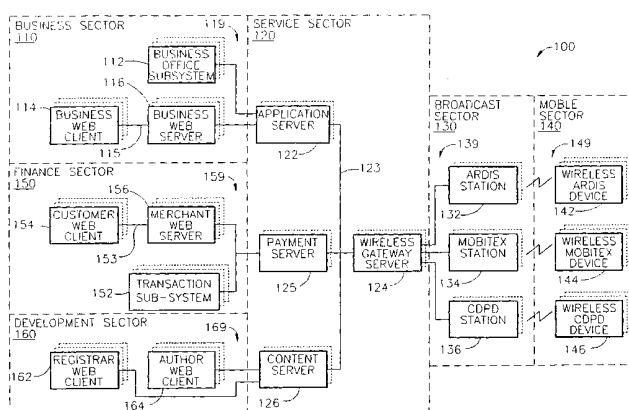 BUSINESS SECTOR
110
119
112
BUSINESS
OFFICE
SUBSYSTEM
116
114
BUSINESS
WEB
CLIENT
115
BUSINESS
WEB
SERVER
SERVICE SECTOR
120
APPLICATION
SERVER
122
123
100
BROADCAST
SECTOR
130
MOBLE
SECTOR
140
139
149
ARDIS
STATION
132
WIRELESS
ARDIS
DEVICE
142
FINANCE SECTOR
150
156
159
154
CUSTOMER
WEB
CLIENT
153
MERCHANT
WEB
SERVER
152
TRANSACTION
SUB-SYSTEM
PAYMENT
SERVER
125
WIRELESS
GATEWAY
SERVER
124
MOBITEX
STATION
134
WIRELESS
MOBITEX
DEVICE
144
CDPD
STATION
136
WIRELESS
CDPD
DEVICE
146
DEVELOPMENT SECTOR
160
169
162
REGISTRAR
WEB
CLIENT
AUTHOR
WEB
CLIENT
164
CONTENT
SERVER
126